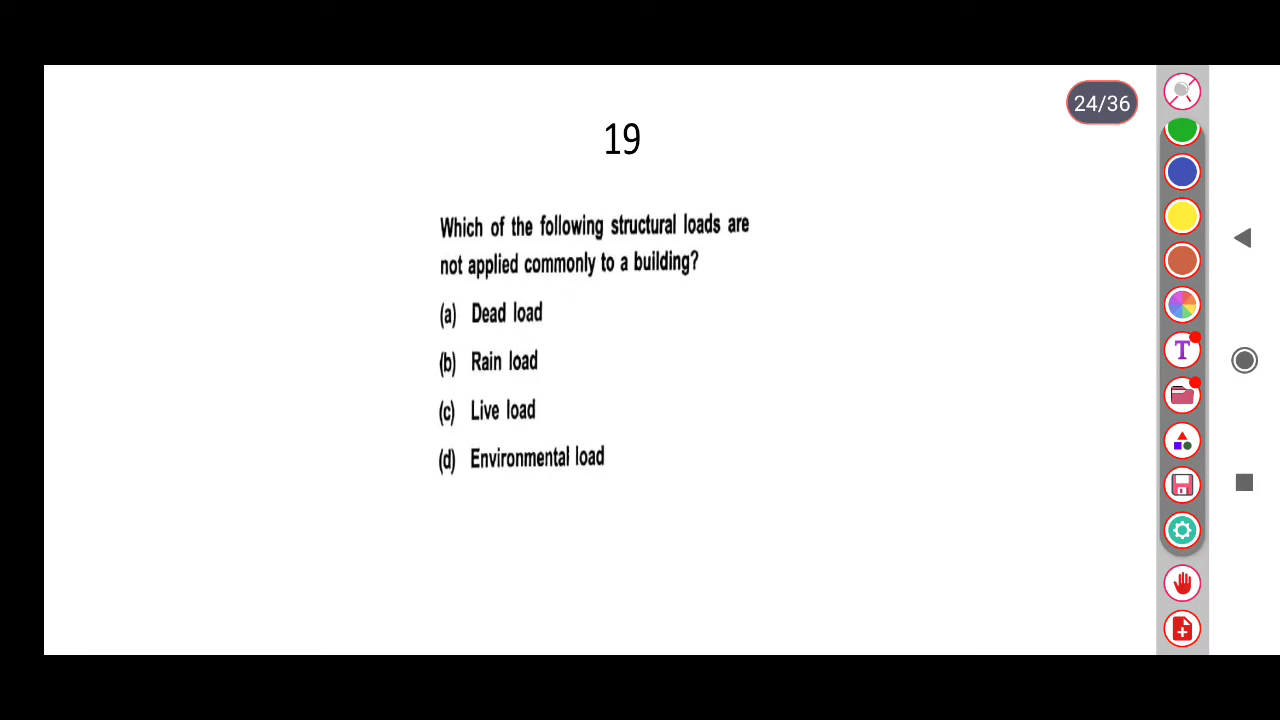 24/36
19
Which of the following structural loads are
not applied commonly to a building?
(a) Dead load
(b) Rain load
(c) Live load
(d) Environmental load
T